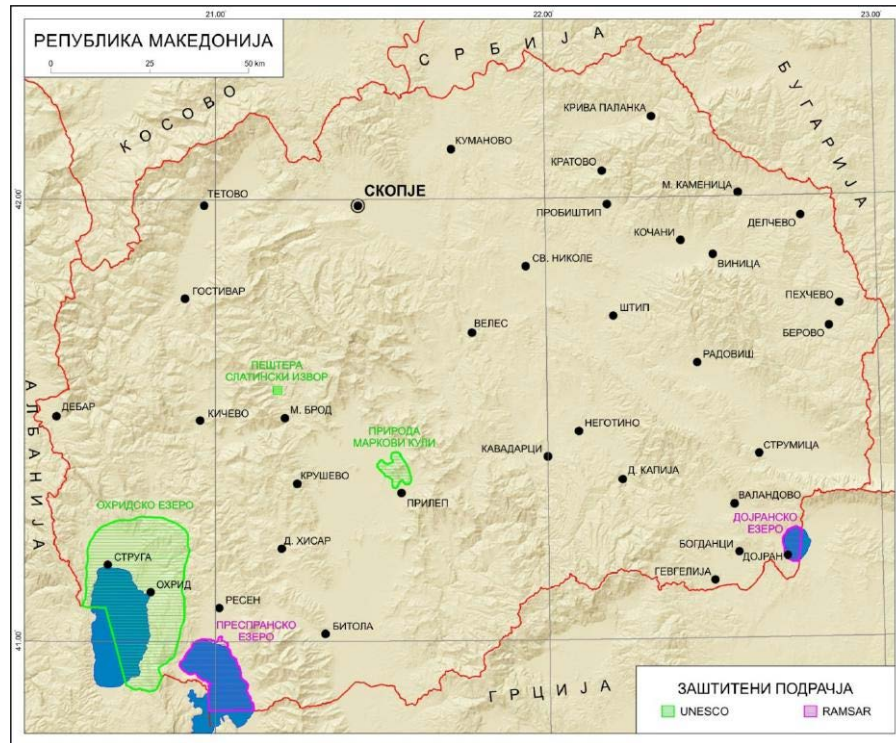 21.00'
22.00'
23.00'
РЕПУБЛИКА МАКЕДОНИЈА
0 25 50 km
СРБИЈА
КОСОВО
БУГАРИЈА
КРИВА ПАЛАНКА
КУМАНОВО
КРАТОВО
М. КАМЕНИЦА
42.00'
ТЕТОВО
СКОПЈЕ
ПРОБИШТИП
ДЕЛЧЕВО
КОЧАНИ
ВИНИЦА
СВ. НИКОЛЕ
ГОСТИВАР
ПЕХЧЕВО
ШТИП
ВЕЛЕС
БЕРОВО
РАДОВИШ
ПЕШТЕРА
СЛАТИНСКИ ИЗВОР
АЛБАНИЈА
ДЕБАР
КИЧЕВО
М. БРОД
ПРИРОДА
МАРКОВИ КУЛИ
НЕГОТИНО
КАВАДАРЦИ
СТРУМИЦА
КРУШЕВО
Д. КАПИЈА
ПРИЛЕП
ОХРИДСКО ЕЗЕРО
ВАЛАНДОВО
ДОЈРАНСКО
ЕЗЕРО
Д. ХИСАР
БОГДАНЦИ
ДОЈРАН
СТРУГА
ГЕВГЕЛИЈА
ОХРИД
РЕСЕН
ПРЕСПРАНСКО
ЕЗЕРО
БИТОЛА
41.00'
ГРЦИЈА
ЗАШТИТЕНИ ПОДРАЧЈА
UNESCO
RAMSAR